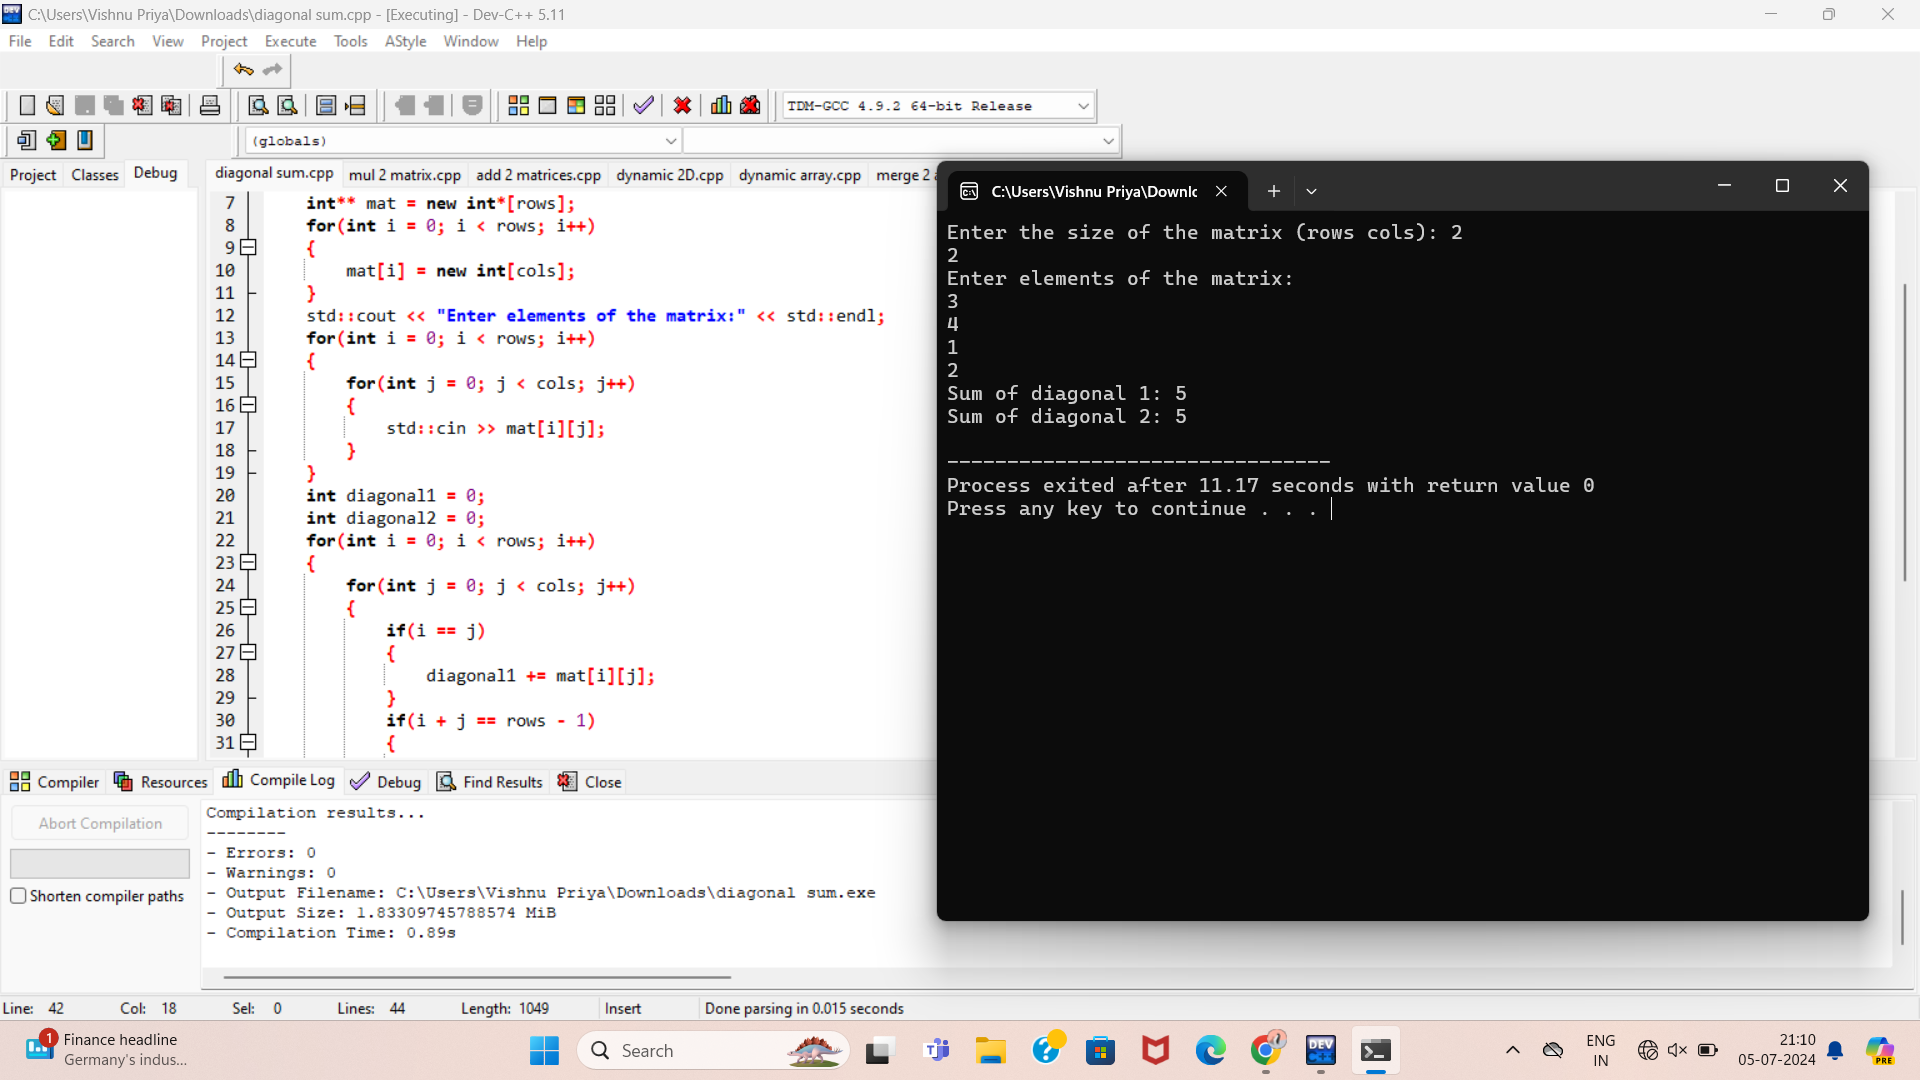 C:\Users\Vishnu Priya\Downloads\diagonal sum.cpp - [Executing] - Dev-C++ 5.11
File Edit Search View Project Execute Tools AStyle Window Help
TDM-GCC 4.9.2 64-bit Release
(globals)
Project Classes Debug
diagonal sum.cpp mul 2 matrix.cpp add 2 matrices.cpp dynamic 2D.cpp dynamic array.cpp merge 2
7 int** mat = new int*[rows];
8 for(int i = 0; i < rows; i++)
9 {
10 mat[i] = new int[cols];
11 }
12 std::cout << "Enter elements of the matrix:" << std::endl;
13 for(int i = 0; i < rows; i++)
14 {
15 for(int j = 0; j < cols; j++)
16 {
17 std::cin >> mat[i][j];
18 }
19 }
20 int diagonal1 = 0;
21 int diagonal2 = 0;
22 for(int i = 0; i < rows; i++)
23 {
24 for(int j = 0; j < cols; j++)
25 {
26 if(i == j)
27 {
28 diagonal1 += mat[i][j];
29 }
30 if(i + j == rows - 1)
31 {
C:\Users\Vishnu Priya\Downlc
Enter the size of the matrix (rows cols): 2
2
Enter elements of the matrix:
3
4
1
2
Sum of diagonal 1: 5
Sum of diagonal 2: 5
--------------------------------
Process exited after 11.17 seconds with return value 0
Press any key to continue . . .
Compiler Resources Compile Log Debug Find Results Close
Abort Compilation
Shorten compiler paths
Compilation results...
--------
- Errors: 0
- Warnings: 0
- Output Filename: C:\Users\Vishnu Priya\Downloads\diagonal sum.exe
- Output Size: 1.83309745788574 MiB
- Compilation Time: 0.89s
Line: 42 Col: 18 Sel: 0 Lines: 44 Length: 1049 Insert Done parsing in 0.015 seconds
1
Finance headline
Germany's indus...
Search
DEV
ENG
IN
21:10
05-07-2024
PRE